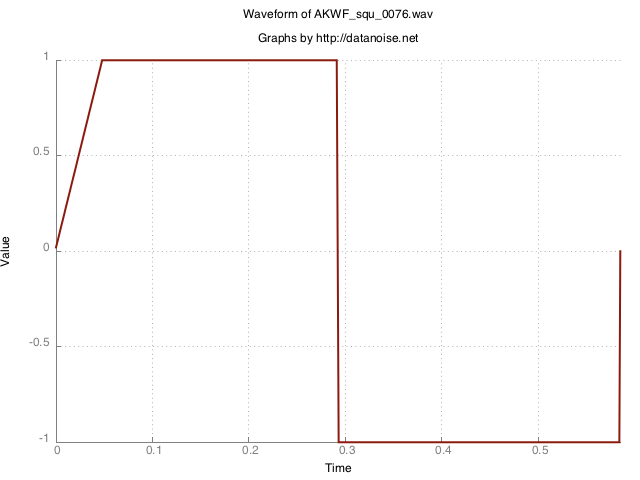 Waveform of AKWF_squ_0076.wav
Graphs by http://datanoise.net
1
0.5
0
-0.5
-1
Value
0 0.1 0.2 0.3 0.4 0.5
Time